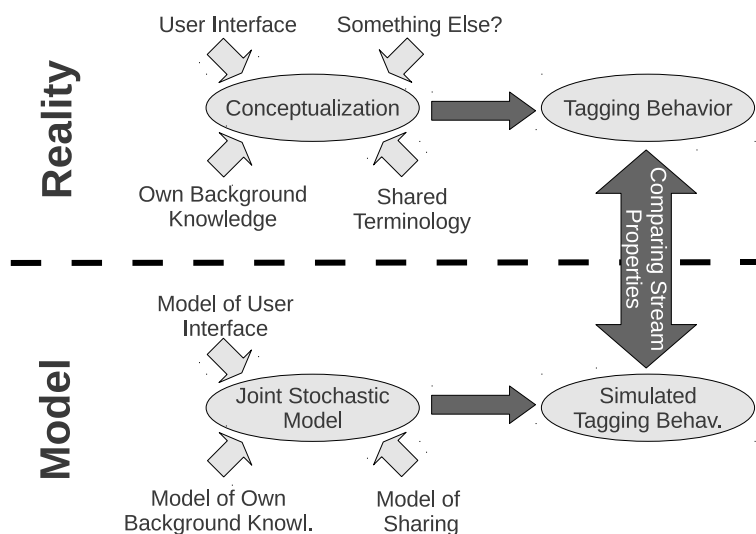 Reality
User Interface
Something Else?
Conceptualization
Tagging Behavior
Own Background
Knowledge
Shared
Terminology
Comparing Stream
Properties
Model
Model of User
Interface
Joint Stochastic
Model
Simulated
Tagging Behav.
Model of Own
Background Knowl.
Model of
Sharing